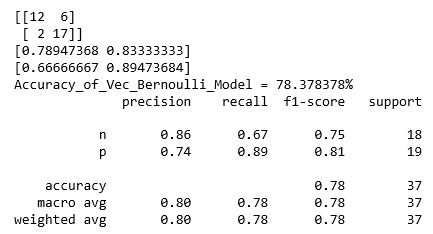 [[12  6]
 [ 2 17]]
[0.78947368 0.83333333]
[0.66666667 0.89473684]
Accuracy_of_Vec_Bernoulli_Model = 78.378378%
              precision    recall  f1-score   support

           n       0.86      0.67      0.75        18
           p       0.74      0.89      0.81        19

    accuracy                           0.78        37
   macro avg       0.80      0.78      0.78        37
weighted avg       0.80      0.78      0.78        37